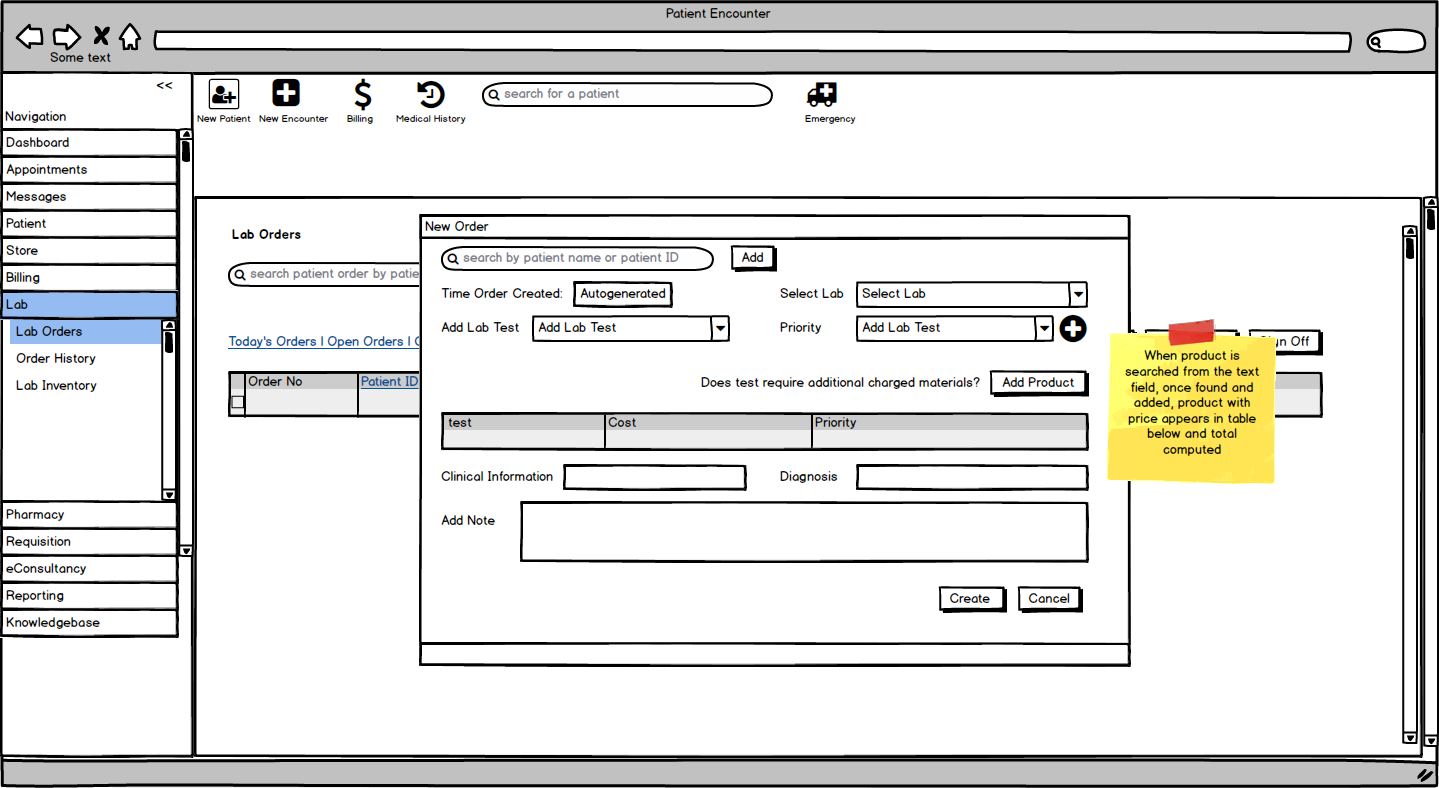 Patient Encounter
Some text
<<
Navigation
Dashboard
Appointments
Messages
Patient
Store
Billing
Lab
Lab Orders
Order History
Lab Inventory
Pharmacy
Requisition
eConsultancy
Reporting
Knowledgebase
New Patient
New Encounter
Billing
Medical History
search for a patient
Emergency
Lab Orders
search patient order by patie
Today's Orders | Open Orders |
Order No
Patient ID
New Order
search by patient name or patient ID
Add
Time Order Created:
Autogenerated
Select Lab
Select Lab
Add Lab Test
Add Lab Test
Priority
Add Lab Test
Does test require additional charged materials?
Add Product
test
Cost
Priority
Clinical Information
Diagnosis
Add Note
Create
Cancel
Off
When product is
searched from the text
field, once found and
added, product with
price appears in table
below and total
computed